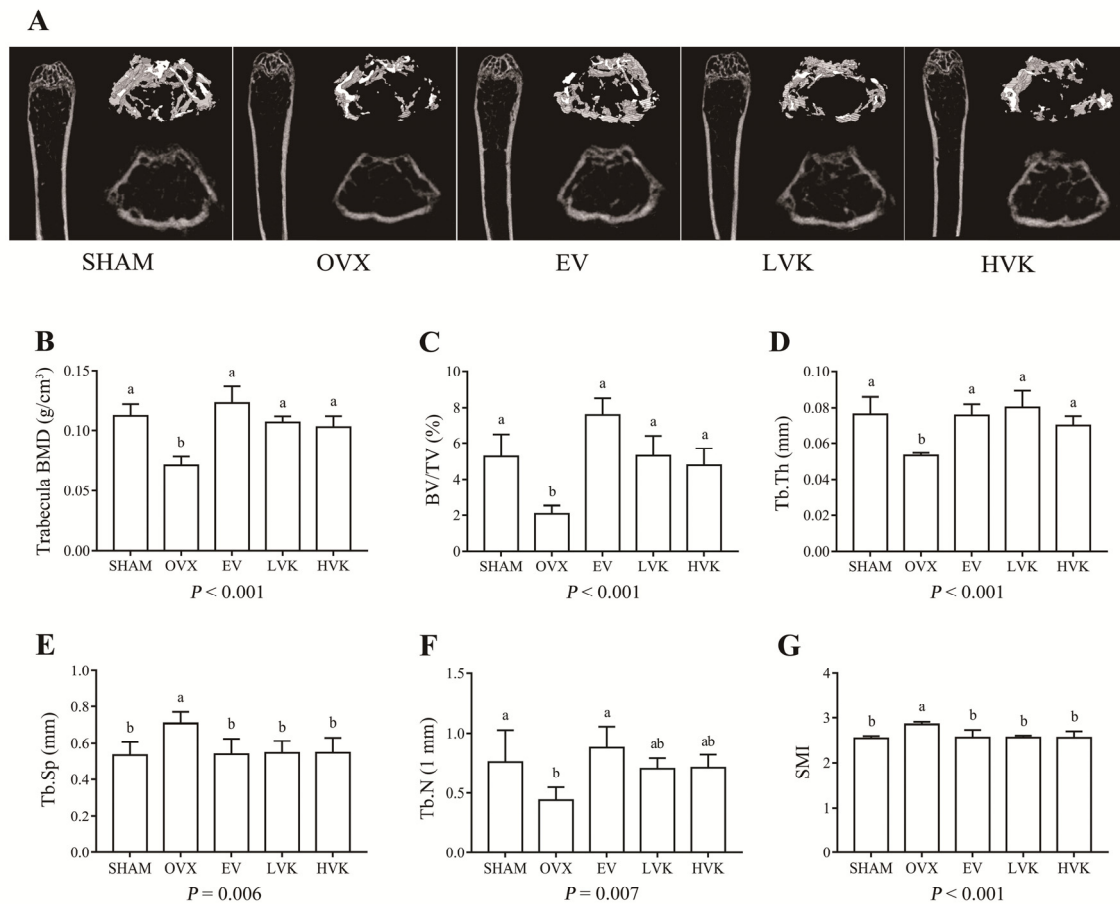 A
SHAM OVX EV LVK HVK
B
Trabecula BMD (g/cm³)
0.15
0.10
0.05
0.00
a b a a a
SHAM OVX EV LVK HVK
P < 0.001
C
BV/TV (%)
10
8
6
4
2
0
a b a a a
SHAM OVX EV LVK HVK
P < 0.001
D
Tb.Th (mm)
0.10
0.08
0.06
0.04
0.02
0.00
a b a a a
SHAM OVX EV LVK HVK
P < 0.001
E
Tb.Sp (mm)
1.0
0.8
0.6
0.4
0.2
0.0
b a b b b
SHAM OVX EV LVK HVK
P = 0.006
F
Tb.N (1 mm)
1.5
1.0
0.5
0.0
a b a ab ab
SHAM OVX EV LVK HVK
P = 0.007
G
SMI
4
3
2
1
0
b a b b b
SHAM OVX EV LVK HVK
P < 0.001